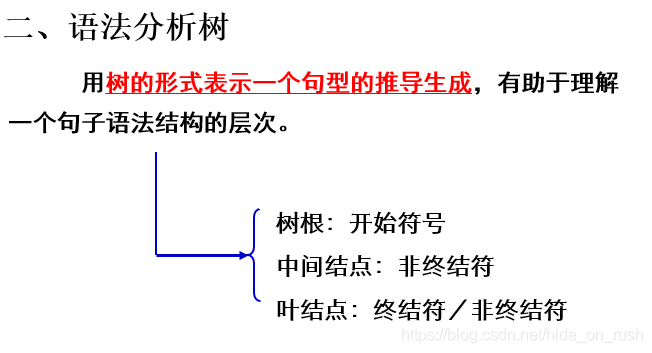 二、语法分析树
用树的形式表示一个句型的推导生成，有助于理解
一个句子语法结构的层次。
树根：开始符号
中间结点：非终结符
叶结点：终结符／非终结符
https://blog.csdn.net/hide_on_rush